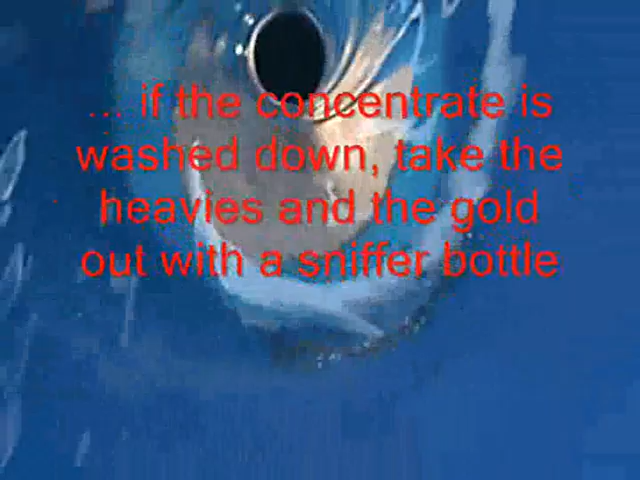 ... if the concentrate is
washed down, take the
heavies and the gold
out with a sniffer bottle